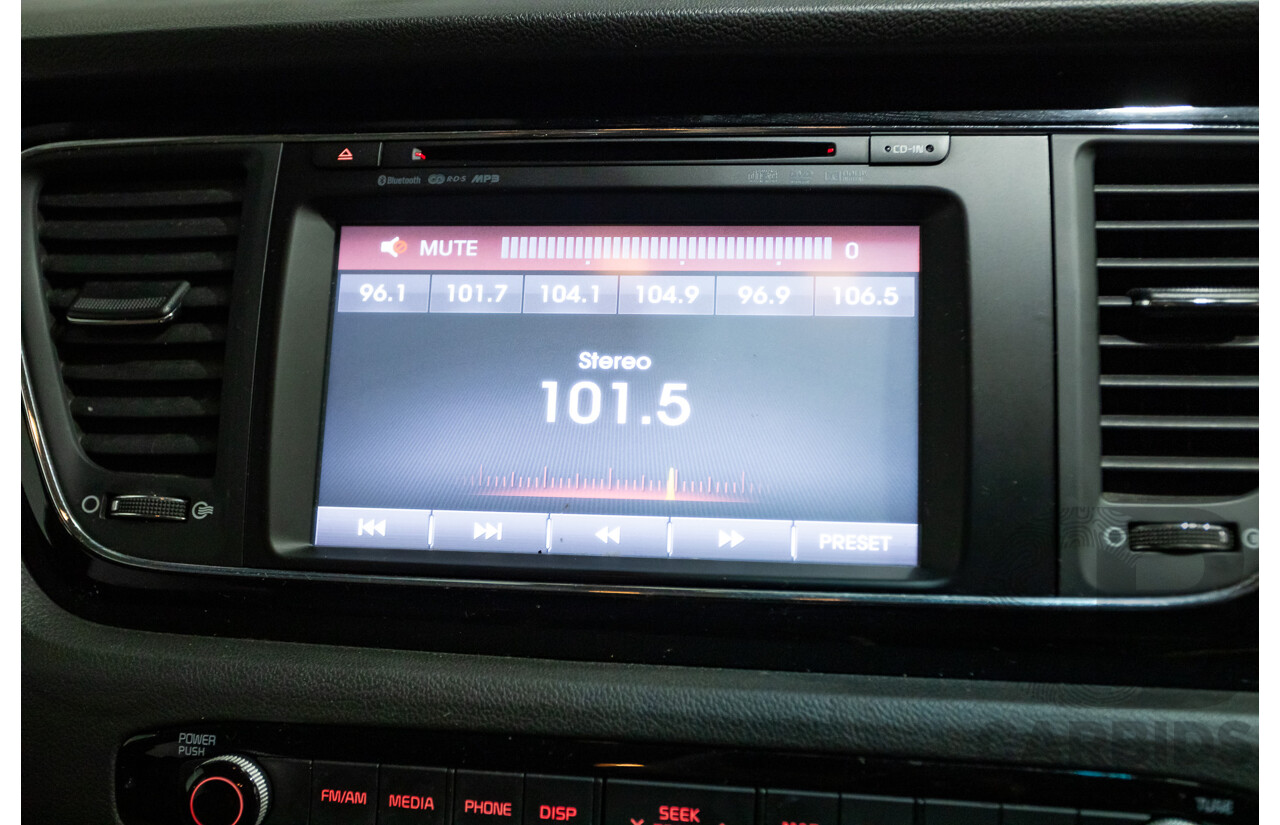 CD-IN
Bluetooth RDS MP3
MUTE 0
96.1 101.7 104.1 104.9 96.9 106.5
Stereo
101.5
PRESET
POWER
PUSH
FM/AM MEDIA PHONE DISP SEEK
TUNE